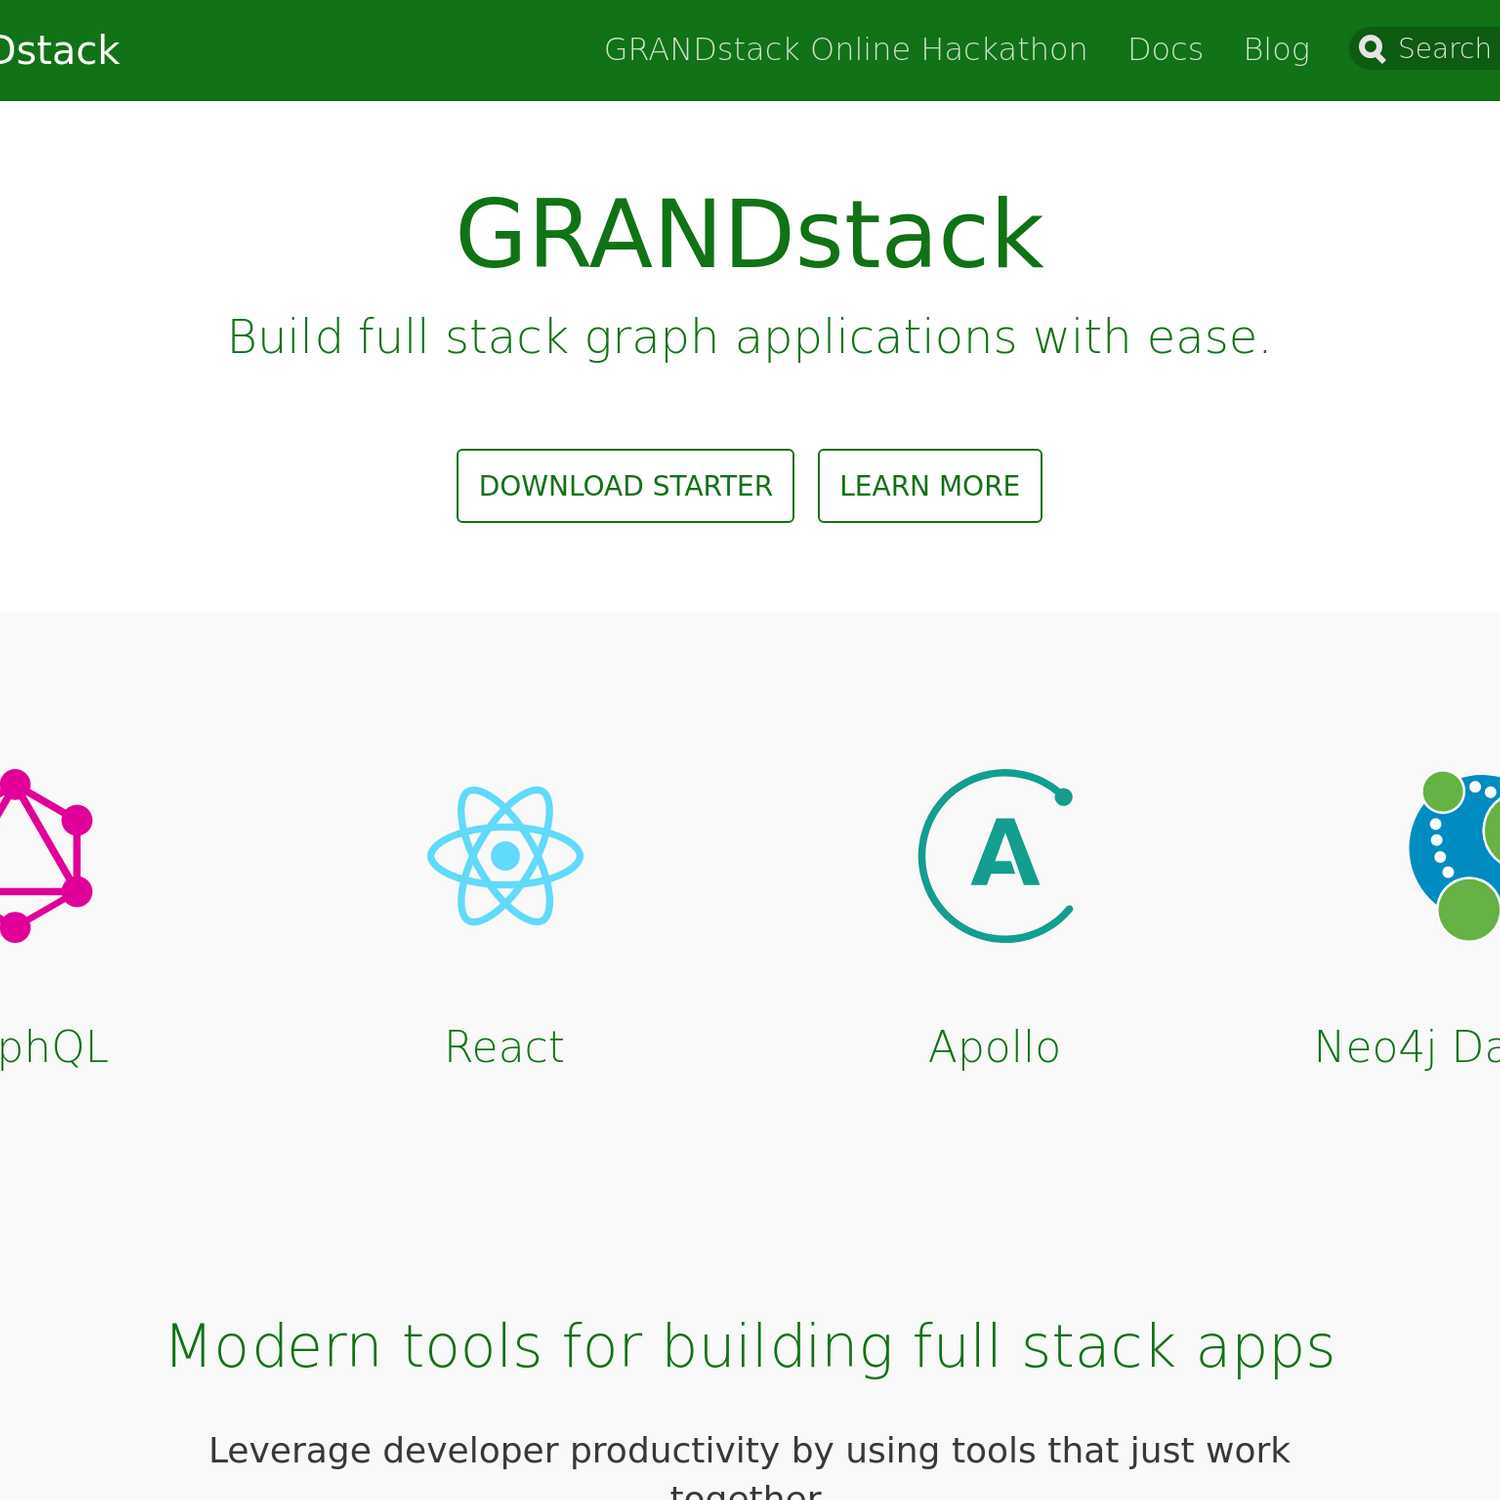 Dstack
GRANDstack Online Hackathon Docs Blog Search
GRANDstack
Build full stack graph applications with ease.
DOWNLOAD STARTER LEARN MORE
A
phQL React Apollo Neo4j Da
Modern tools for building full stack apps
Leverage developer productivity by using tools that just work
together